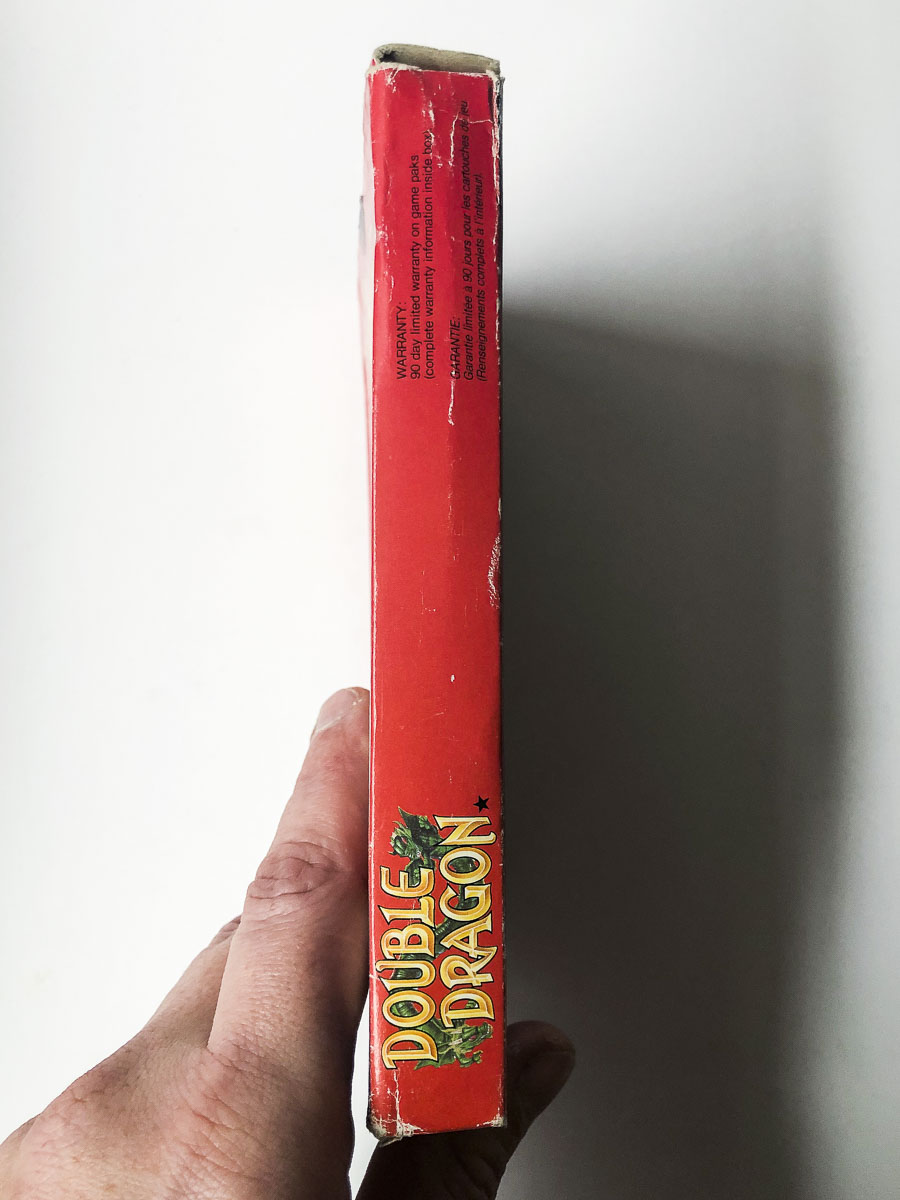 WARRANTY:
90 day limited warranty on game paks
(complete warranty information inside box)
GARANTIE:
Garantie limitée à 90 jours pour les cartouches de jeu
(Renseignements complets à l'intérieur).
DOUBLE
DRAGON